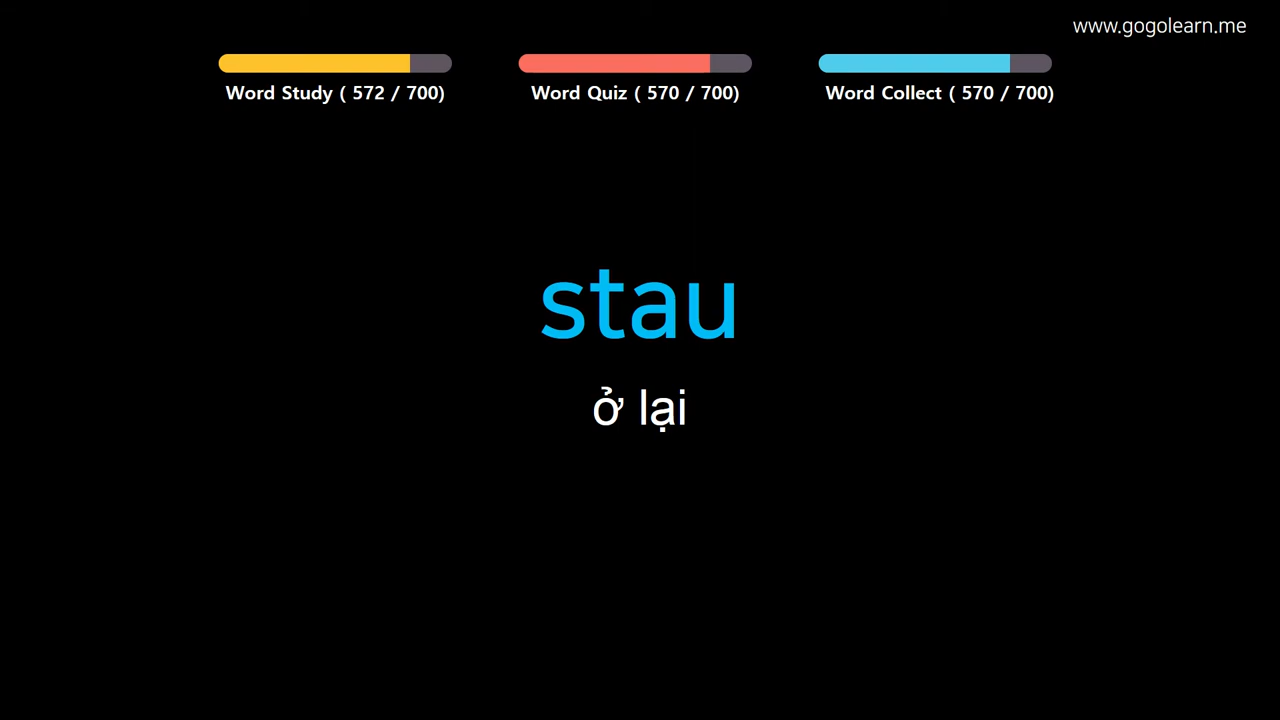 www.gogolearn.me
Word Study ( 572 / 700)
Word Quiz ( 570 / 700)
Word Collect ( 570 / 700)
stau
ở lại